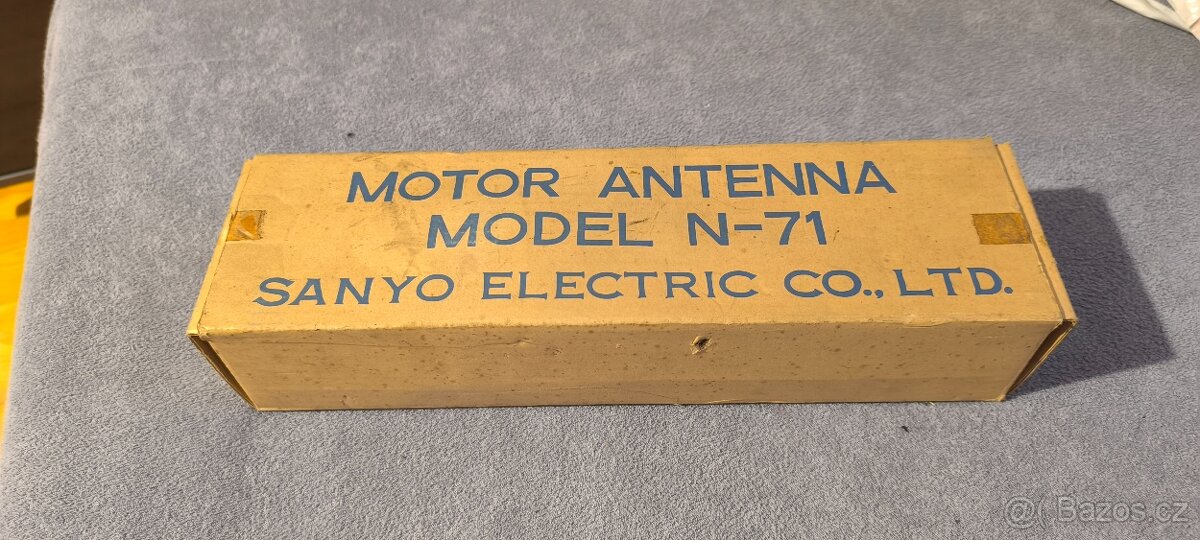 MOTOR ANTENNA
MODEL N-71
SANYO ELECTRIC CO., LTD.
@( Bazos.cz